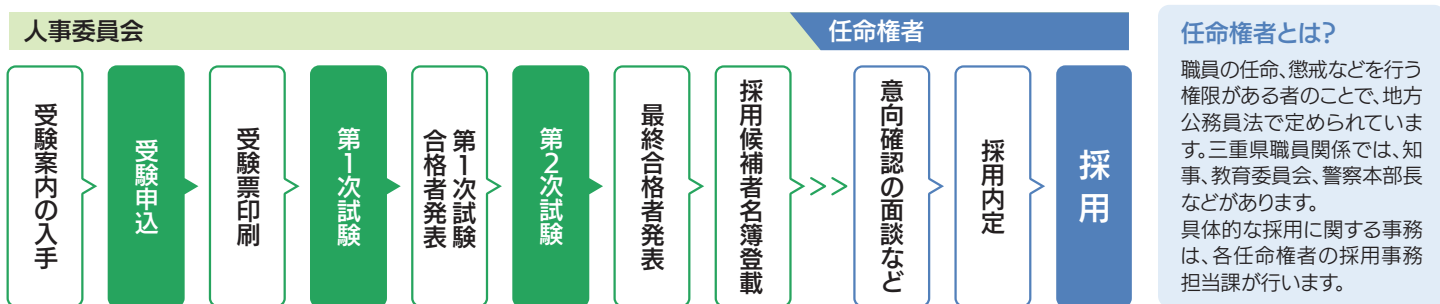 人事委員会
任命権者
受験案内の入手
受験申込
受験票印刷
第1次試験
第1次試験
合格者発表
第2次試験
最終合格者発表
採用候補者名簿登載
>>
意向確認の面談など
採用内定
採用
任命権者とは?
職員の任命、懲戒などを行う
権限がある者のことで、地方
公務員法で定められていま
す。三重県職員関係では、知
事、教育委員会、警察本部長
などがあります。
具体的な採用に関する事務
は、各任命権者の採用事務
担当課が行います。